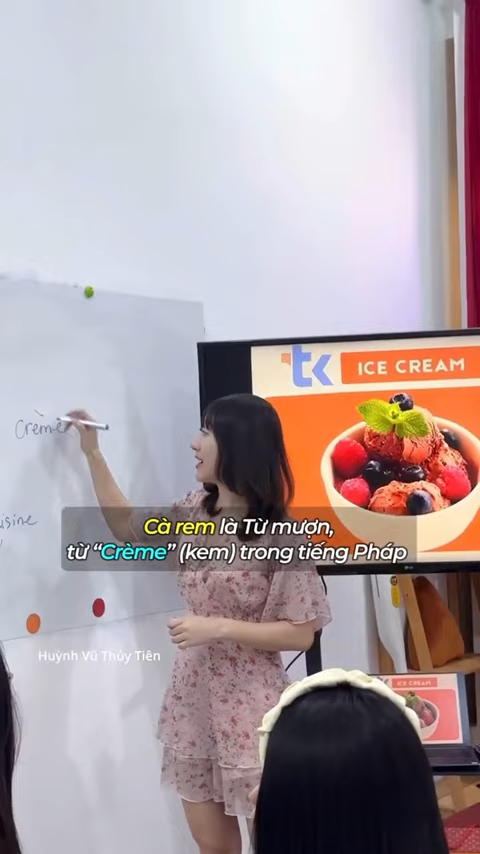 tk
ICE CREAM
Crème
Cà rem là Từ mượn,
từ “Crème” (kem) trong tiếng Pháp
Huỳnh Vũ Thủy Tiên
ICE CREAM